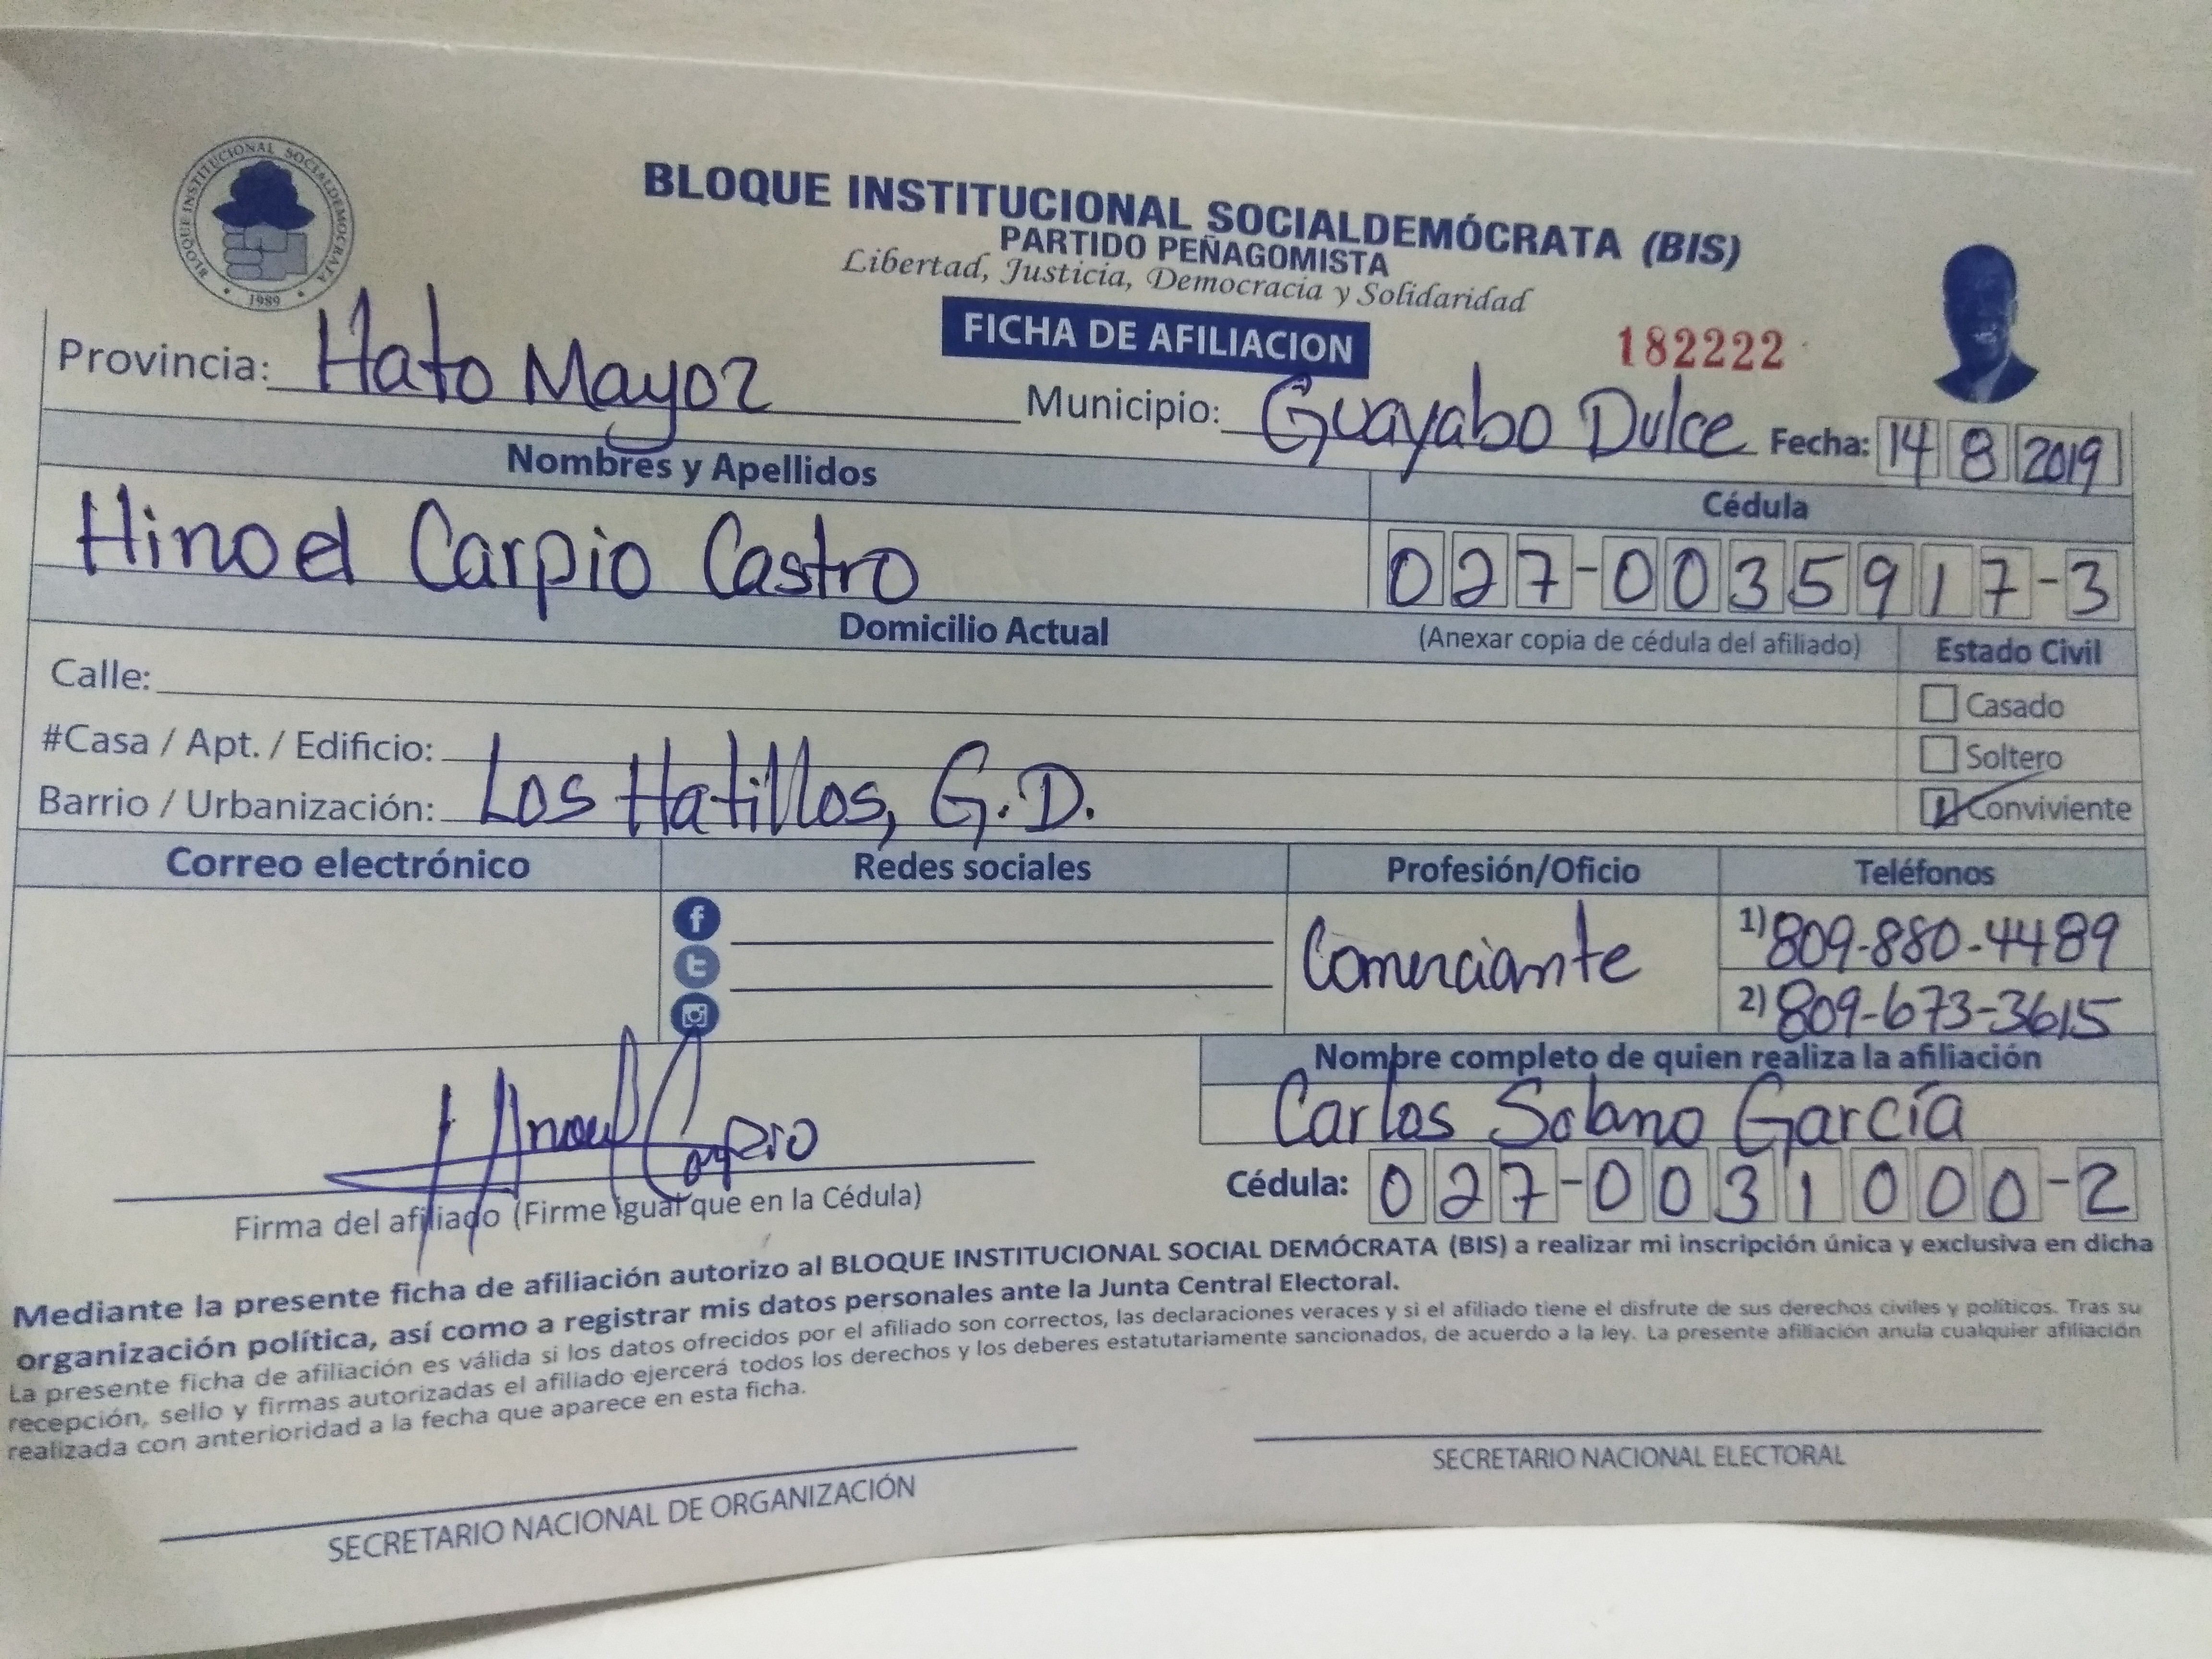 BLOQUE INSTITUCIONAL SOCIALDEMÓCRATA
1989
BLOQUE INSTITUCIONAL SOCIALDEMÓCRATA (BIS)
PARTIDO PEÑAGOMISTA
Libertad, Justicia, Democracia y Solidaridad
FICHA DE AFILIACION
182222
Provincia: Hato Mayor Municipio: Guayabo Dulce Fecha: 14 8 2019
Nombres y Apellidos Cédula
Hinoel Carpio Castro 027-0035917-3
Domicilio Actual (Anexar copia de cédula del afiliado) Estado Civil
Calle: Casado
#Casa / Apt. / Edificio: Soltero
Barrio / Urbanización: Los Hatillos, G.D. Conviviente
Correo electrónico Redes sociales Profesión/Oficio Teléfonos
Comerciante 1) 809-880-4489
2) 809-673-3615
Nombre completo de quien realiza la afiliación
Carlos Solano García
Hinoel Carpio
Firma del afiliado (Firme igual que en la Cédula) Cédula: 027-0031000-2
Mediante la presente ficha de afiliación autorizo al BLOQUE INSTITUCIONAL SOCIAL DEMÓCRATA (BIS) a realizar mi inscripción única y exclusiva en dicha
organización política, así como a registrar mis datos personales ante la Junta Central Electoral.
La presente ficha de afiliación es válida si los datos ofrecidos por el afiliado son correctos, las declaraciones veraces y si el afiliado tiene el disfrute de sus derechos civiles y políticos. Tras su
recepción, sello y firmas autorizadas el afiliado ejercerá todos los derechos y los deberes estatutariamente sancionados, de acuerdo a la ley. La presente afiliación anula cualquier afiliación
realizada con anterioridad a la fecha que aparece en esta ficha.
SECRETARIO NACIONAL DE ORGANIZACIÓN SECRETARIO NACIONAL ELECTORAL